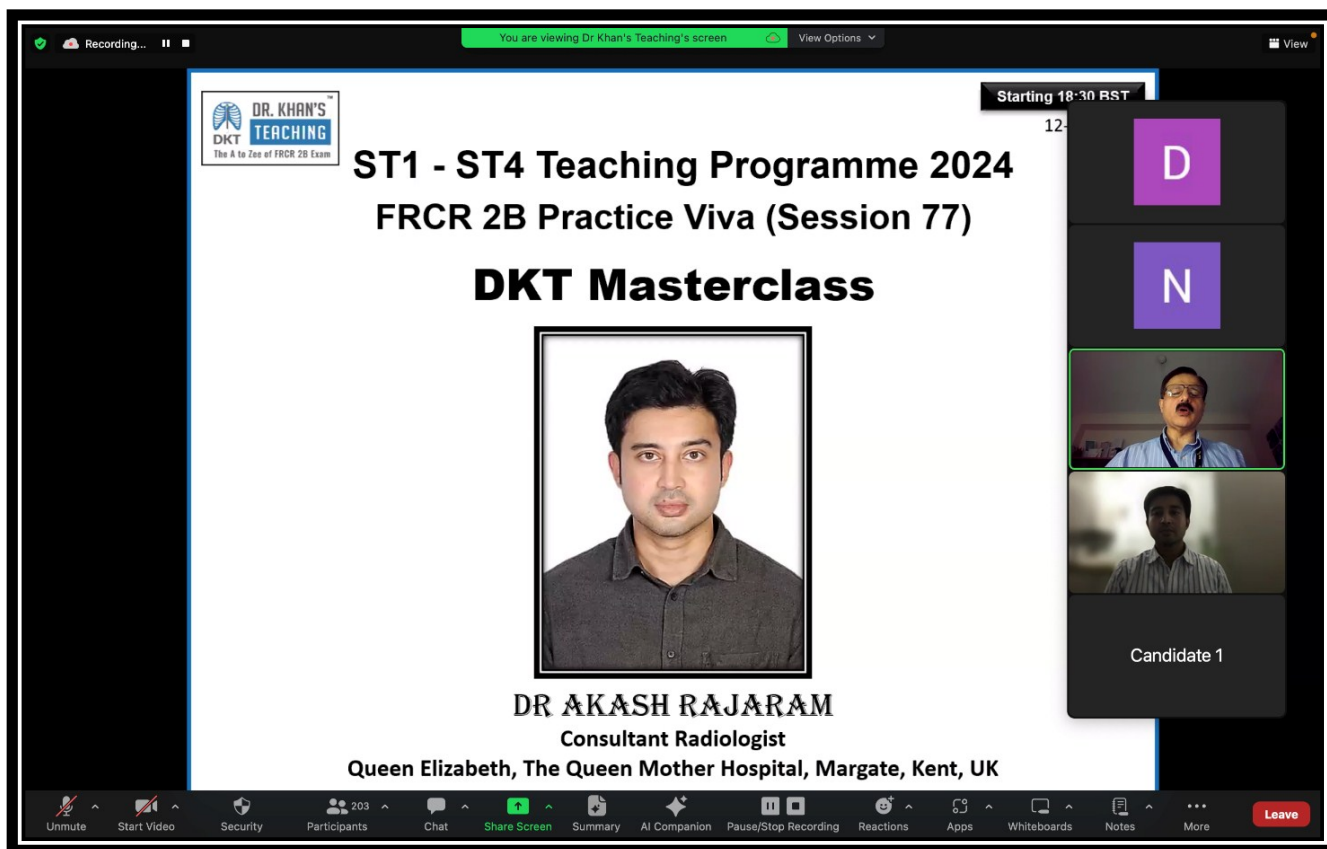 Recording...
You are viewing Dr Khan's Teaching's screen
View Options
View
DR. KHAN'S™
TEACHING
DKT
The A to Zee of FRCR 2B Exam
Starting 18:30 BST
12-
ST1 - ST4 Teaching Programme 2024
FRCR 2B Practice Viva (Session 77)
DKT Masterclass
D
N
Candidate 1
DR AKASH RAJARAM
Consultant Radiologist
Queen Elizabeth, The Queen Mother Hospital, Margate, Kent, UK
Unmute
Start Video
Security
203
Participants
Chat
Share Screen
Summary
AI Companion
Pause/Stop Recording
Reactions
Apps
Whiteboards
Notes
More
Leave